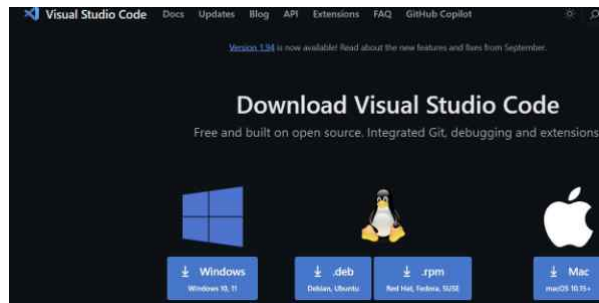 Visual Studio Code Docs Updates Blog API Extensions FAQ GitHub Copilot
Version 1.94 is now available! Read about the new features and fixes from September.
Download Visual Studio Code
Free and built on open source. Integrated Git, debugging and extensions
Windows
Windows 10, 11
.deb
Debian, Ubuntu
.rpm
Red Hat, Fedora, SUSE
Mac
macOS 10.15+